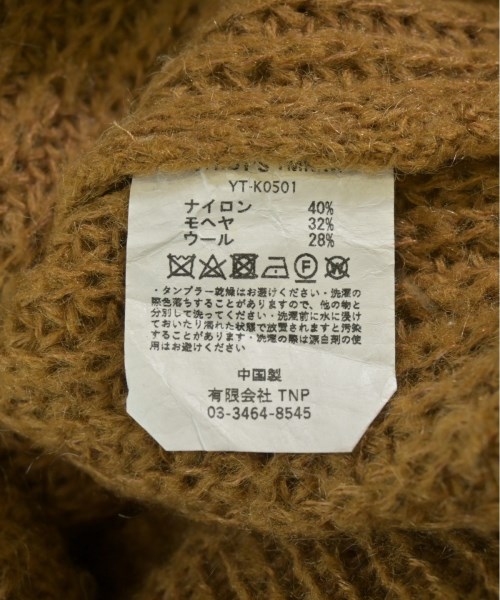 YT-K0501
ナイロン 40%
モヘヤ 32%
ウール 28%
F
W
・タンブラー乾燥はお避けください・洗濯の
際色落ちすることがありますので、他の物と
分別して洗ってください・洗濯前に水に浸け
ておいたり濡れた状態で放置されますと汚染
することがあります・洗濯の際は蛍白剤の使
用はお避けください
中国製
有限会社 TNP
03-3464-8545